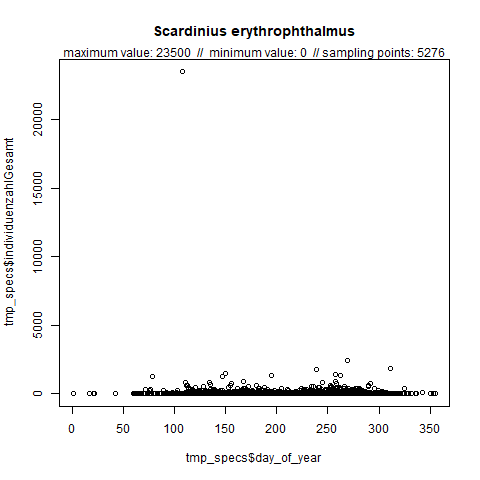 Scardinius erythrophthalmus
maximum value: 23500 // minimum value: 0 // sampling points: 5276
tmp_specs$individuenzahlGesamt
20000
15000
10000
5000
0
0 50 100 150 200 250 300 350
tmp_specs$day_of_year